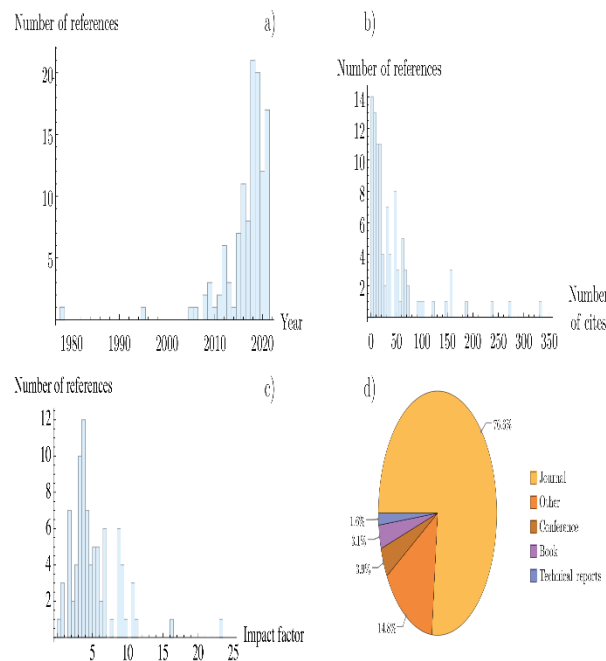 Number of references
a)
20
15
10
5
1980
1990
2000
2010
2020
Year
b)
Number of references
14
12
10
8
6
4
2
0
50
100
150
200
250
300
350
Number
of cites
Number of references
c)
12
10
8
6
4
2
5
10
15
20
25
Impact factor
d)
1.6%
3.1%
3.9%
14.8%
Journal
Other
Conference
Book
Technical reports